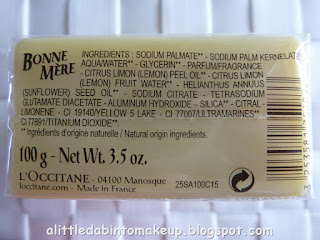 BONNE
MÈRE
INGREDIENTS : SODIUM PALMATE** - SODIUM PALM KERNELATE
AQUA/WATER** - GLYCERIN** - PARFUM/FRAGRANCE
- CITRUS LIMON (LEMON) PEEL OIL** - CITRUS LIMON
(LEMON) FRUIT WATER** - HELIANTHUS ANNUUS
(SUNFLOWER) SEED OIL** - SODIUM CITRATE - TETRASODIUM
GLUTAMATE DIACETATE - ALUMINUM HYDROXIDE - SILICA** - CITRAL
LIMONENE - CI 19140/YELLOW 5 LAKE - CI 77007/ULTRAMARINES
CI 77891/TITANIUM DIOXIDE**
** Ingrédients d'origine naturelle / Natural origin ingredients.
100 g - Net Wt. 3.5 oz.
L'OCCITANE - 04100 Manosque
loccitane.com - Made in France
25SA100C15
alittledabintomakeup.blogspot.com